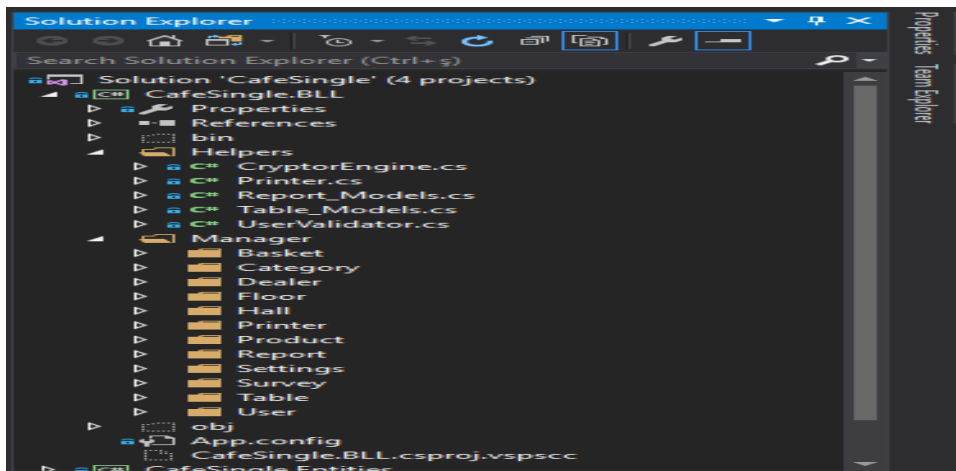 Solution Explorer
Search Solution Explorer (Ctrl+ş)
Solution 'CafeSingle' (4 projects)
C# CafeSingle.BLL
Properties
References
bin
Helpers
C# CryptorEngine.cs
C# Printer.cs
C# Report_Models.cs
C# Table_Models.cs
C# UserValidator.cs
Manager
Basket
Category
Dealer
Floor
Hall
Printer
Product
Report
Settings
Survey
Table
User
obj
App.config
CafeSingle.BLL.csproj.vspscc
C# CafeSingle.Entities
Properties
Team Explorer